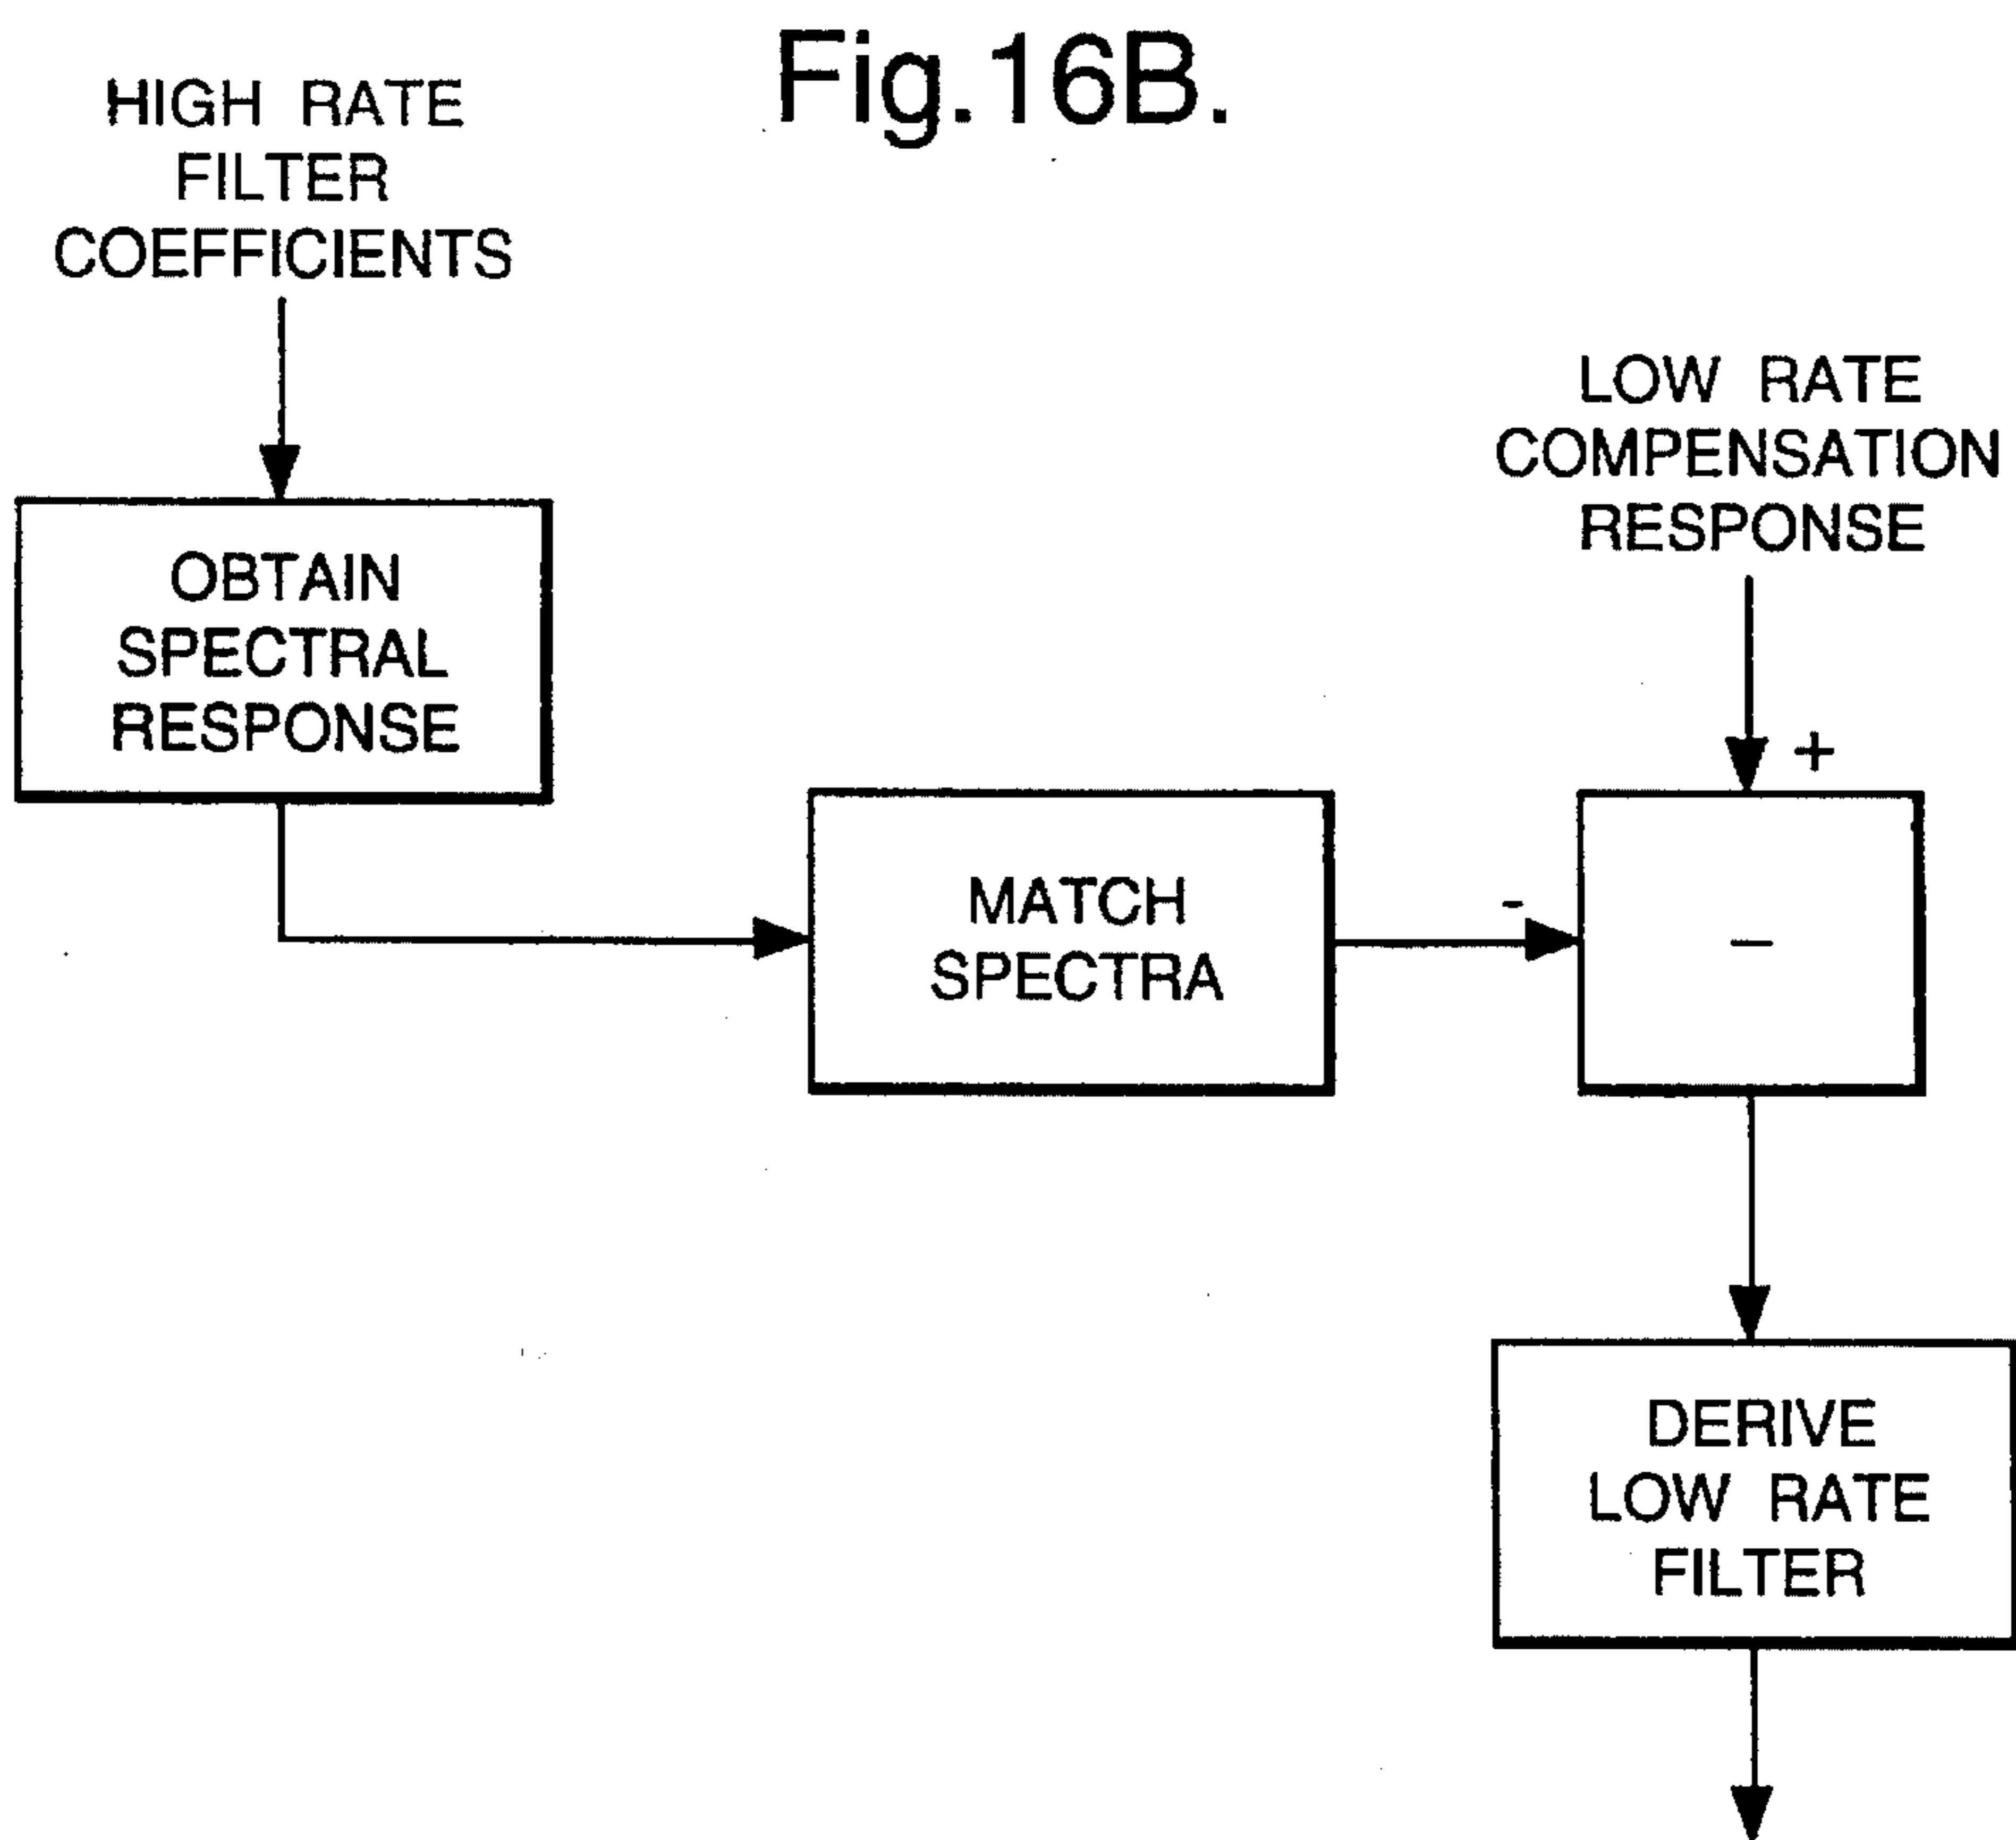 Fig.16B.
HIGH RATE
FILTER
COEFFICIENTS
LOW RATE
COMPENSATION
RESPONSE
OBTAIN
SPECTRAL
RESPONSE
+
MATCH
SPECTRA
-
–
DERIVE
LOW RATE
FILTER